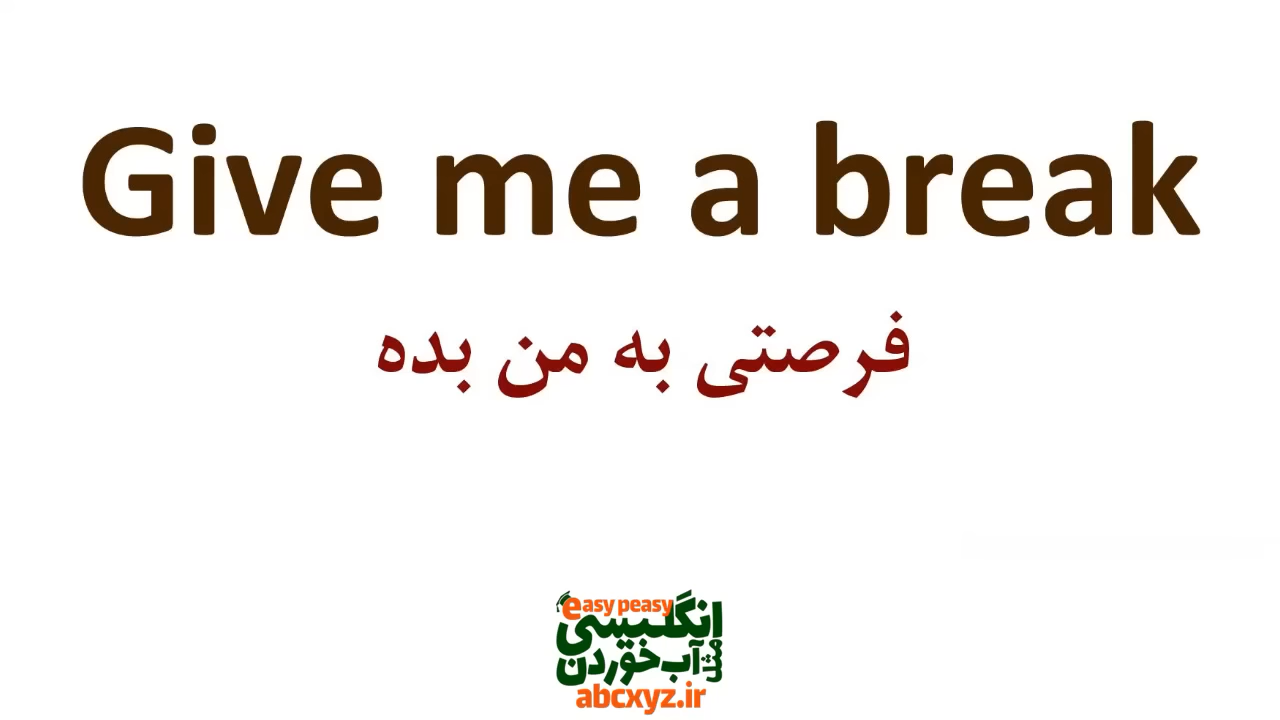 Give me a break
فرصتی به من بده
easy peasy
انگلیسی
مثل آب خوردن
abcxyz.ir